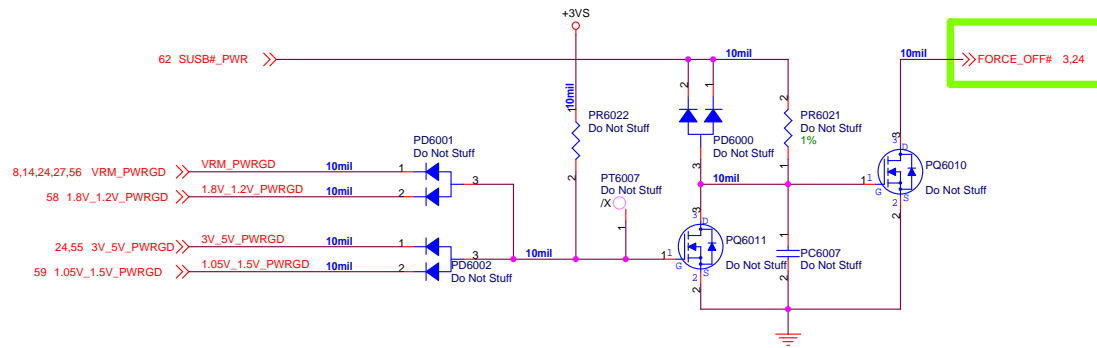 +3VS
62 SUSB#_PWR
10mil
10mil
FORCE_OFF# 3,24
10mil
1
2
1
2
PR6022
Do Not Stuff
2
PD6000
Do Not Stuff
3
PR6021
Do Not Stuff
1%
1
PD6001
Do Not Stuff
8,14,24,27,56 VRM_PWRGD
VRM_PWRGD
10mil
1
3
58 1.8V_1.2V_PWRGD
1.8V_1.2V_PWRGD
10mil
2
PT6007
Do Not Stuff
/X
1
10mil
3
D
1
G
S
2
PQ6010
Do Not Stuff
24,55 3V_5V_PWRGD
3V_5V_PWRGD
10mil
1
3
59 1.05V_1.5V_PWRGD
1.05V_1.5V_PWRGD
10mil
2
PD6002
Do Not Stuff
10mil
3
D
1
G
S
2
PQ6011
Do Not Stuff
1
PC6007
Do Not Stuff
2